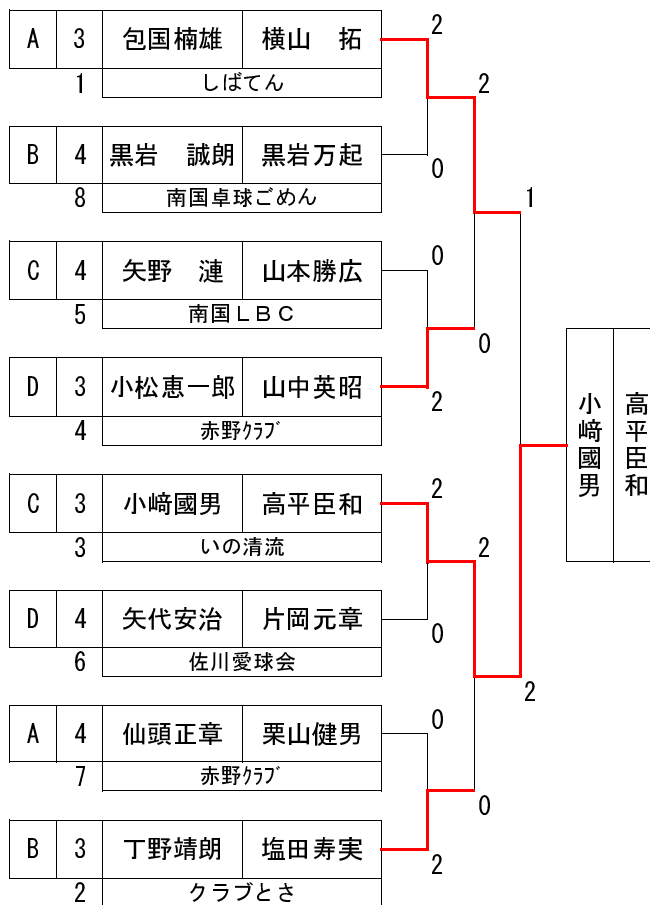 A 3 包国楠雄 横山　拓
1 しばてん
2
0
B 4 黒岩　誠朗 黒岩万起
8 南国卓球ごめん
2
C 4 矢野　漣 山本勝広
5 南国ＬＢＣ
0
2
D 3 小松恵一郎 山中英昭
4 赤野ｸﾗﾌﾞ
0
1
C 3 小﨑國男 高平臣和
3 いの清流
2
0
D 4 矢代安治 片岡元章
6 佐川愛球会
2
A 4 仙頭正章 栗山健男
7 赤野ｸﾗﾌﾞ
0
2
B 3 丁野靖朗 塩田寿実
2 クラブとさ
0
2
小﨑國男
高平臣和